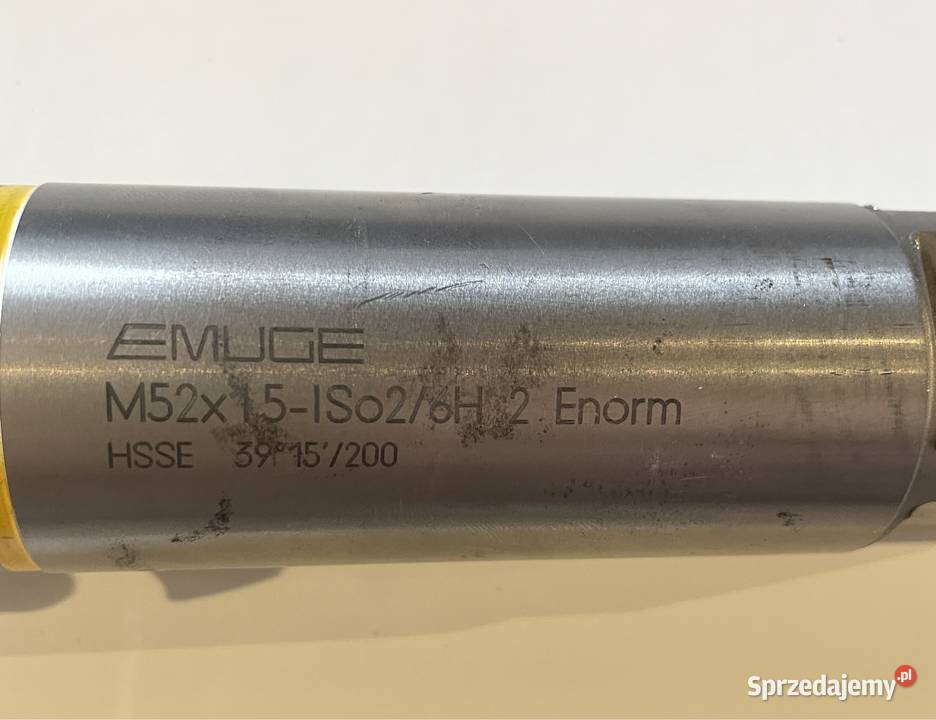 EMUGE
M52x1.5-ISO2/6H 2 Enorm
HSSE 39°15'/200
Sprzedajemy.pl